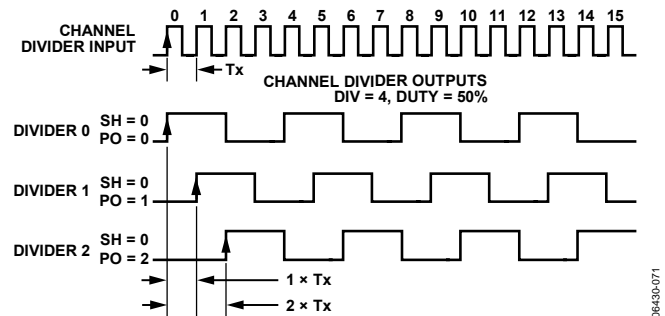 0 1 2 3 4 5 6 7 8 9 10 11 12 13 14 15
CHANNEL
DIVIDER INPUT
Tx
CHANNEL DIVIDER OUTPUTS
DIV = 4, DUTY = 50%
DIVIDER 0
SH = 0
PO = 0
DIVIDER 1
SH = 0
PO = 1
DIVIDER 2
SH = 0
PO = 2
1 × Tx
2 × Tx
06430-071